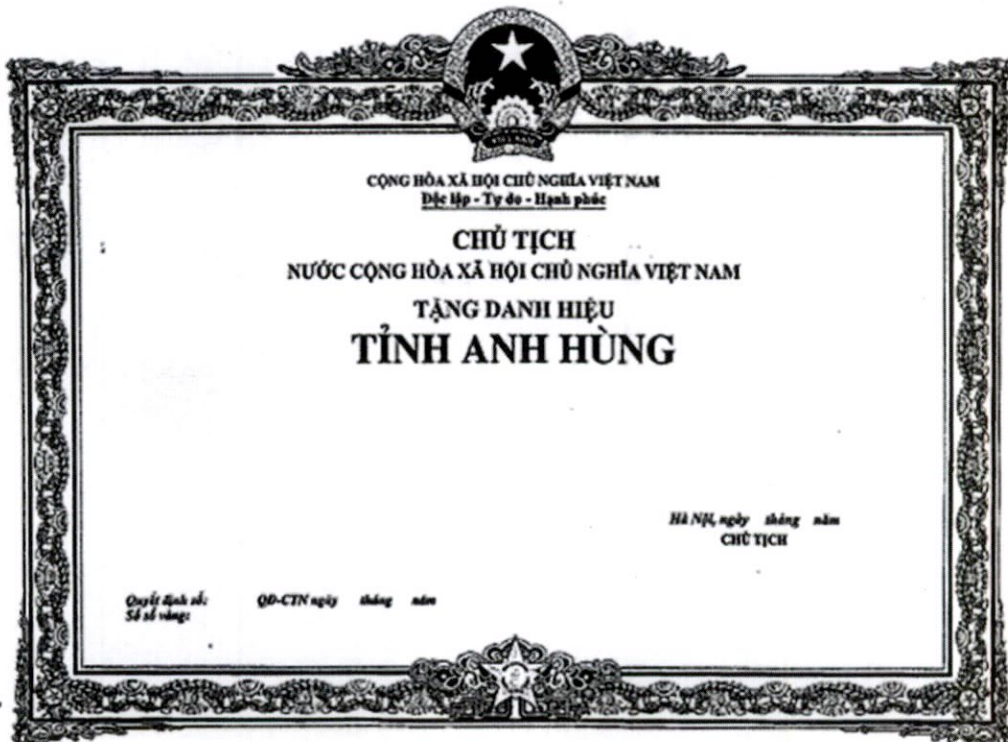 CỘNG HÒA XÃ HỘI CHỦ NGHĨA VIỆT NAM
Độc lập - Tự do - Hạnh phúc
CHỦ TỊCH
NƯỚC CỘNG HÒA XÃ HỘI CHỦ NGHĨA VIỆT NAM
TẶNG DANH HIỆU
TỈNH ANH HÙNG
Hà Nội, ngày tháng năm
CHỦ TỊCH
Quyết định số: QĐ-CTN ngày tháng năm
Số sổ vàng: